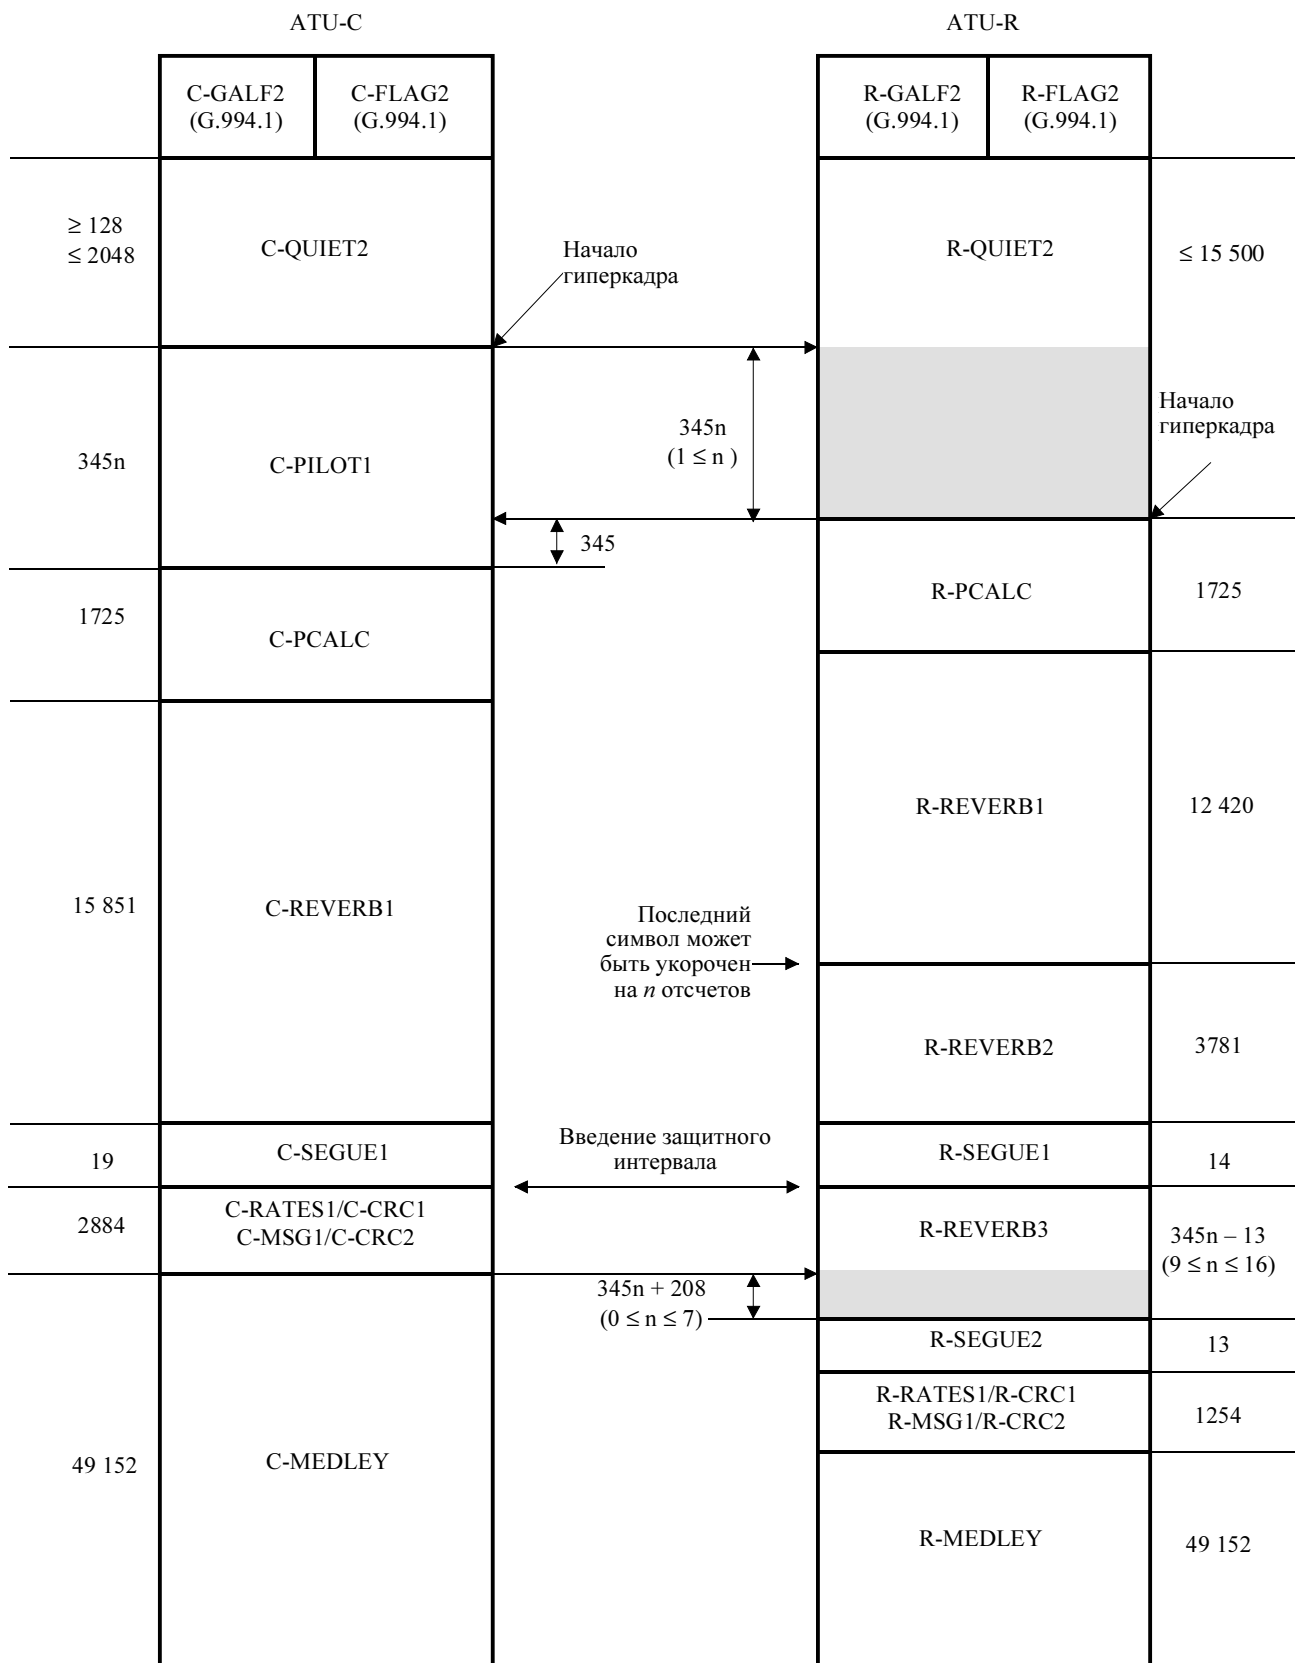 ATU-C
ATU-R
C-GALF2
(G.994.1)
C-FLAG2
(G.994.1)
R-GALF2
(G.994.1)
R-FLAG2
(G.994.1)
≥ 128
≤ 2048
C-QUIET2
Начало
гиперкадра
R-QUIET2
≤ 15 500
345n
C-PILOT1
345n
(1 ≤ n )
Начало
гиперкадра
345
1725
C-PCALC
R-PCALC
1725
R-REVERB1
12 420
15 851
C-REVERB1
Последний
символ может
быть укорочен
на n отсчетов
R-REVERB2
3781
19
C-SEGUE1
Введение защитного
интервала
R-SEGUE1
14
2884
C-RATES1/C-CRC1
C-MSG1/C-CRC2
R-REVERB3
345n – 13
(9 ≤ n ≤ 16)
345n + 208
(0 ≤ n ≤ 7)
R-SEGUE2
13
R-RATES1/R-CRC1
R-MSG1/R-CRC2
1254
49 152
C-MEDLEY
R-MEDLEY
49 152